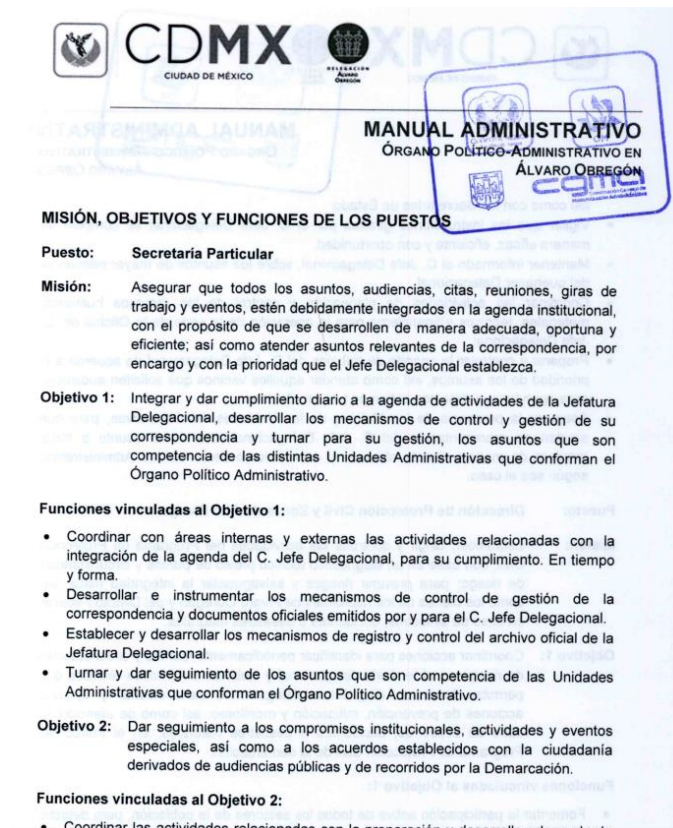 CDMX
CIUDAD DE MÉXICO
DELEGACIÓN
ÁLVARO
OBREGÓN
MANUAL ADMINISTRATIVO
ÓRGANO POLÍTICO-ADMINISTRATIVO EN
ÁLVARO OBREGÓN
cgma
MISIÓN, OBJETIVOS Y FUNCIONES DE LOS PUESTOS
Puesto: Secretaría Particular
Misión: Asegurar que todos los asuntos, audiencias, citas, reuniones, giras de
trabajo y eventos, estén debidamente integrados en la agenda institucional,
con el propósito de que se desarrollen de manera adecuada, oportuna y
eficiente; así como atender asuntos relevantes de la correspondencia, por
encargo y con la prioridad que el Jefe Delegacional establezca.
Objetivo 1: Integrar y dar cumplimiento diario a la agenda de actividades de la Jefatura
Delegacional, desarrollar los mecanismos de control y gestión de su
correspondencia y turnar para su gestión, los asuntos que son
competencia de las distintas Unidades Administrativas que conforman el
Órgano Político Administrativo.
Funciones vinculadas al Objetivo 1:
• Coordinar con áreas internas y externas las actividades relacionadas con la
integración de la agenda del C. Jefe Delegacional, para su cumplimiento. En tiempo
y forma.
• Desarrollar e instrumentar los mecanismos de control de gestión de la
correspondencia y documentos oficiales emitidos por y para el C. Jefe Delegacional.
• Establecer y desarrollar los mecanismos de registro y control del archivo oficial de la
Jefatura Delegacional.
• Turnar y dar seguimiento de los asuntos que son competencia de las Unidades
Administrativas que conforman el Órgano Político Administrativo.
Objetivo 2: Dar seguimiento a los compromisos institucionales, actividades y eventos
especiales, así como a los acuerdos establecidos con la ciudadanía
derivados de audiencias públicas y de recorridos por la Demarcación.
Funciones vinculadas al Objetivo 2:
• Coordinar las actividades relacionadas con la preparación y desarrollo